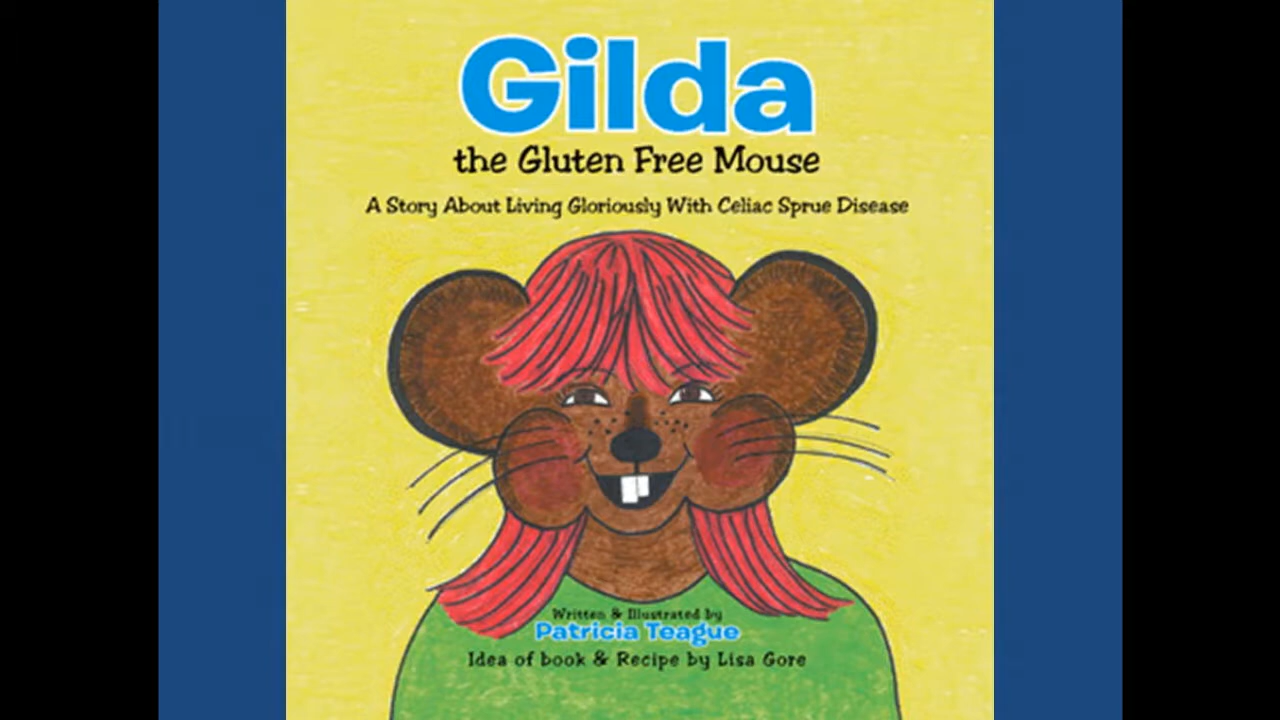 Gilda
the Gluten Free Mouse
A Story About Living Gloriously With Celiac Sprue Disease
Written & Illustrated by
Patricia Teague
Idea of book & Recipe by Lisa Gore